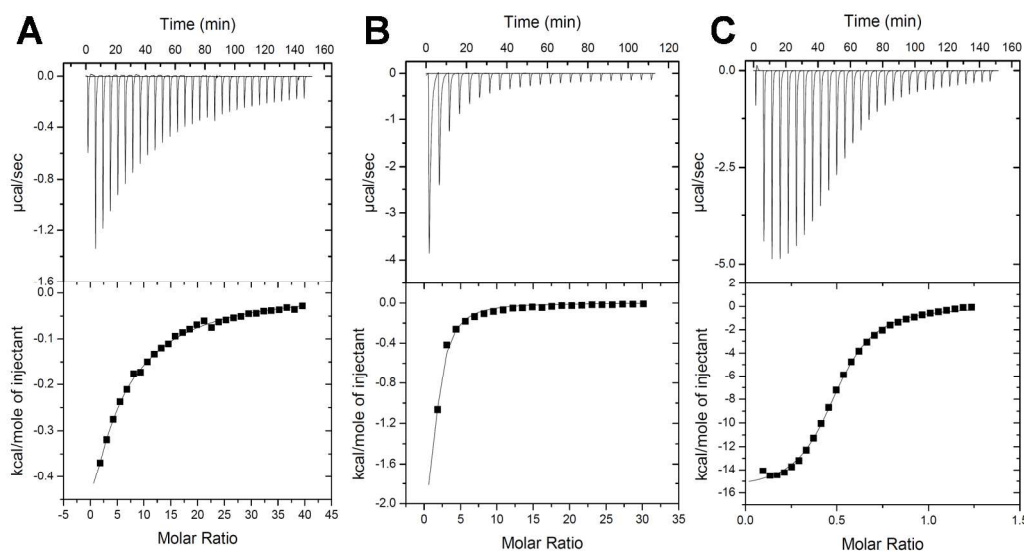 A
Time (min)
0 20 40 60 80 100 120 140 160
0.0
-0.4
-0.8
-1.2
1.6
µcal/sec
0.0
-0.1
-0.2
-0.3
-0.4
kcal/mole of injectant
-5 0 5 10 15 20 25 30 35 40 45
Molar Ratio
B
Time (min)
0 20 40 60 80 100 120
0
-1
-2
-3
-4
µcal/sec
0.0
-0.4
-0.8
-1.2
-1.6
-2.0
kcal/mole of injectant
0 5 10 15 20 25 30 35
Molar Ratio
C
Time (min)
0 20 40 60 80 100 120 140 160
0.0
-2.5
-5.0
µcal/sec
2
0
-2
-4
-6
-8
-10
-12
-14
-16
kcal/mole of injectant
0.0 0.5 1.0 1.5
Molar Ratio